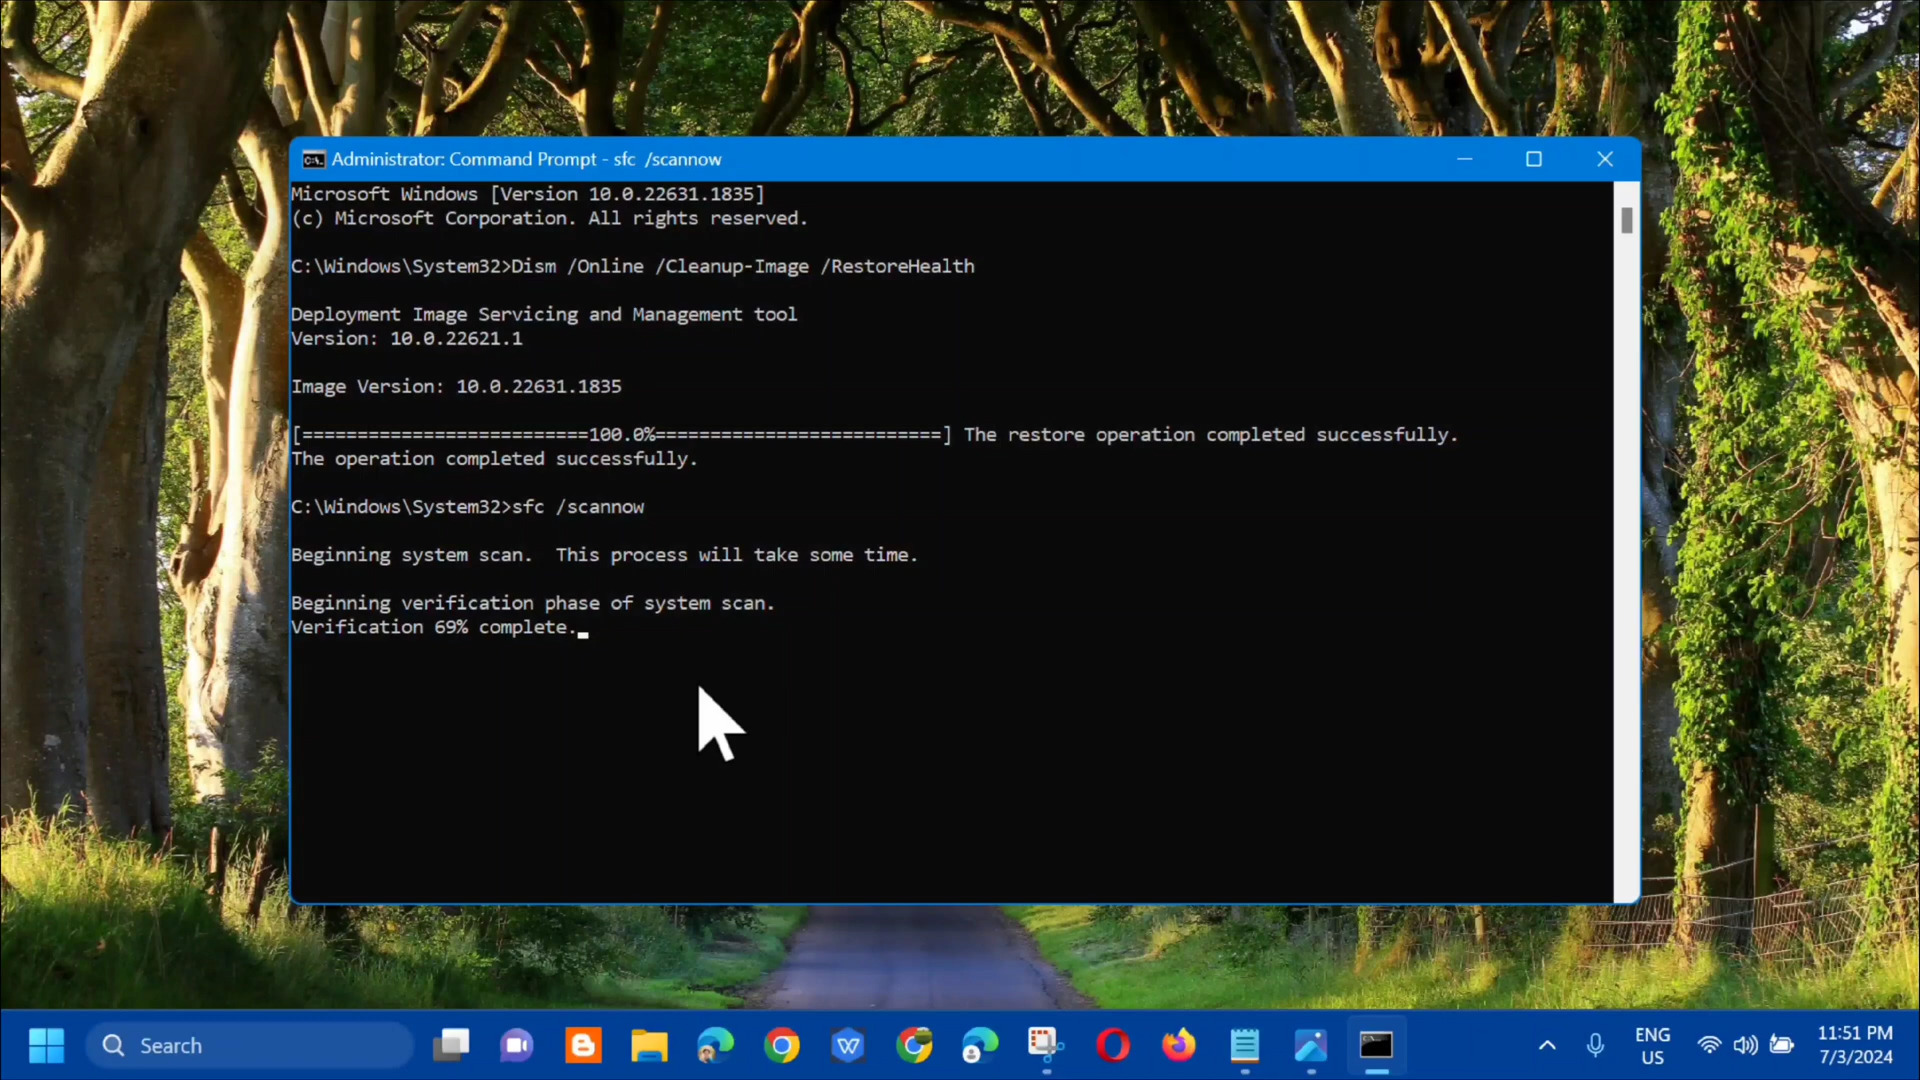 Administrator: Command Prompt - sfc  /scannow
Microsoft Windows [Version 10.0.22631.1835]
(c) Microsoft Corporation. All rights reserved.
C:\Windows\System32>Dism /Online /Cleanup-Image /RestoreHealth
Deployment Image Servicing and Management tool
Version: 10.0.22621.1
Image Version: 10.0.22631.1835
[==========================100.0%==========================] The restore operation completed successfully.
The operation completed successfully.
C:\Windows\System32>sfc /scannow
Beginning system scan.  This process will take some time.
Beginning verification phase of system scan.
Verification 69% complete.
Search
ENG
US
11:51 PM
7/3/2024